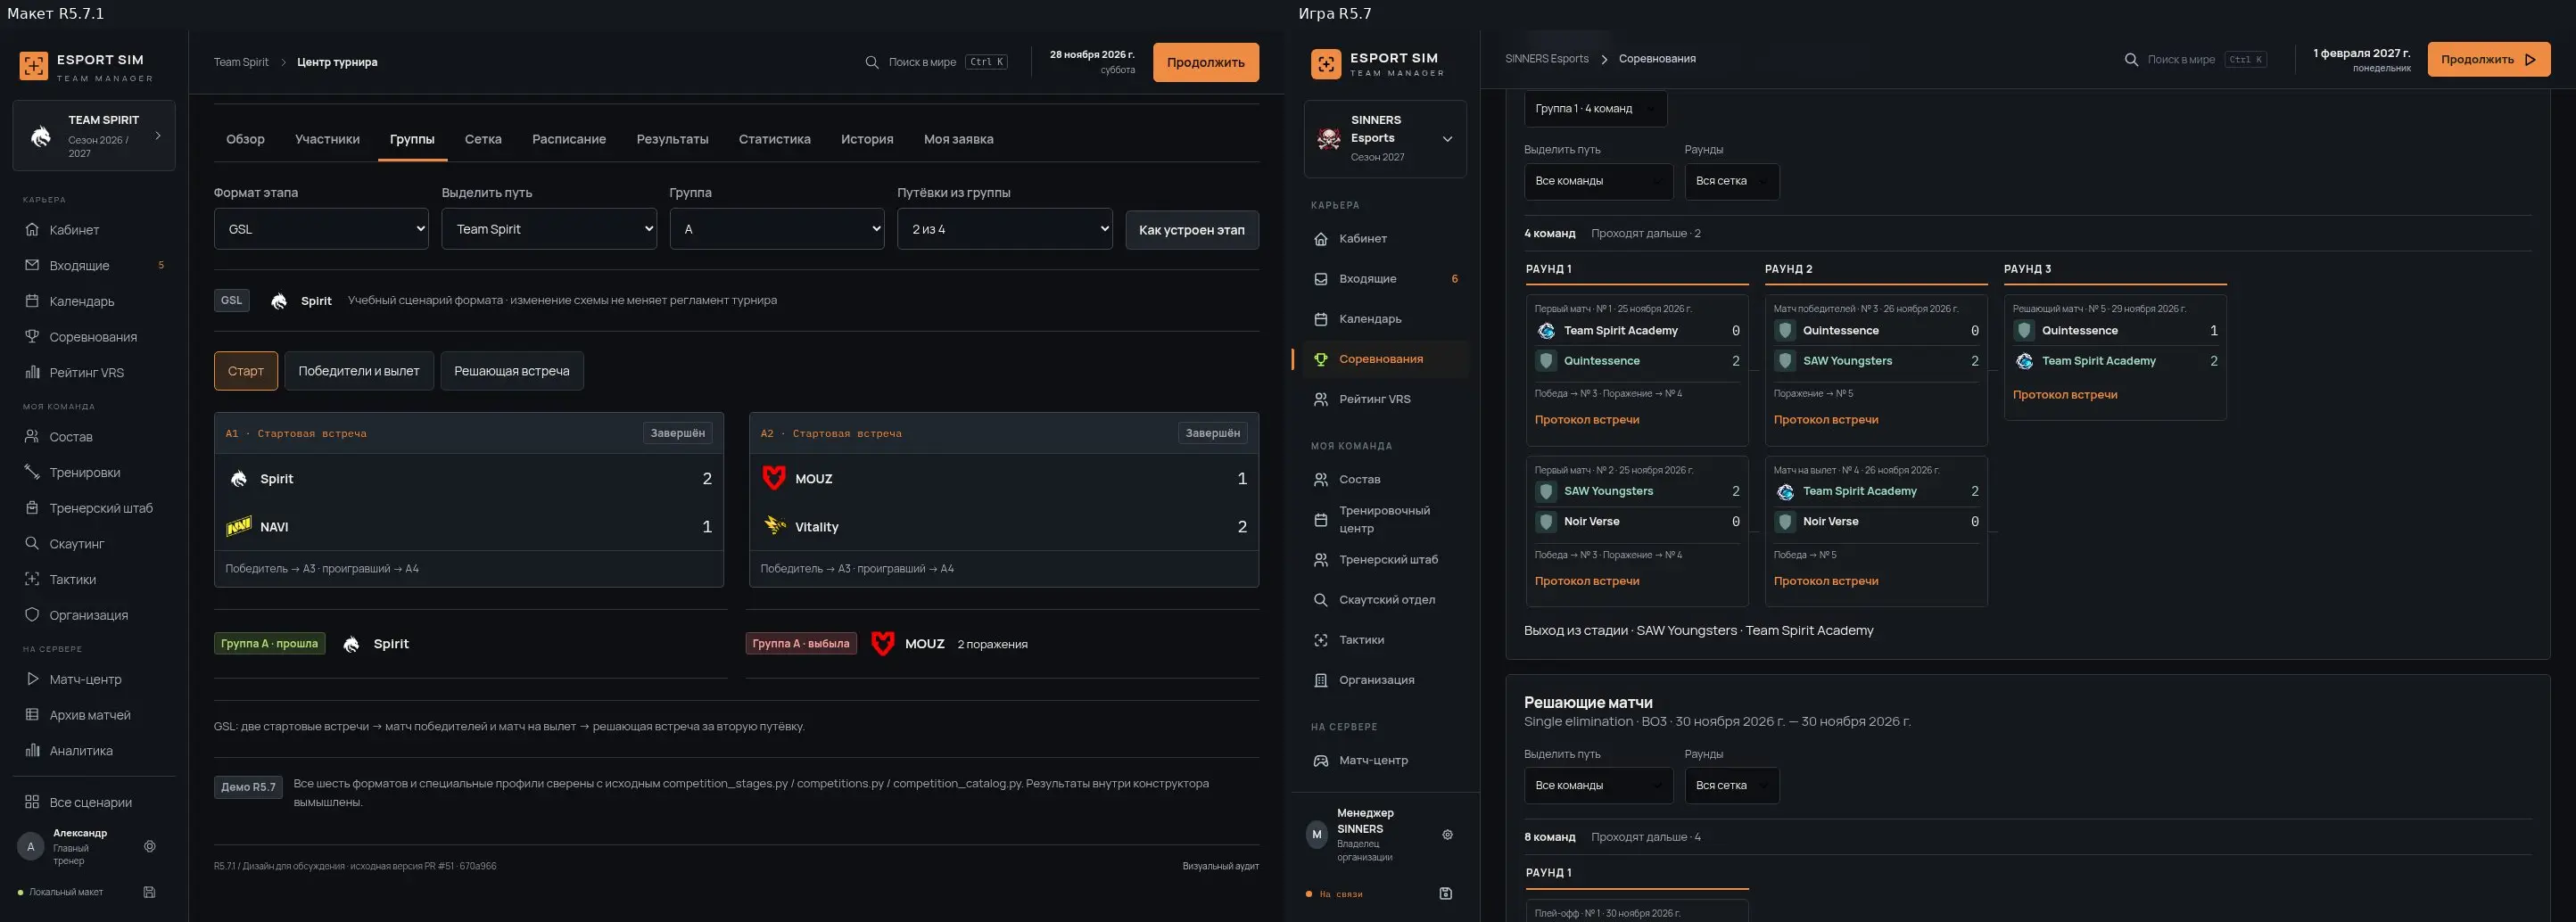 Макет R5.7.1
ESPORT SIM
TEAM MANAGER
TEAM SPIRIT
Сезон 2026 /
2027
КАРЬЕРА
Кабинет
Входящие 5
Календарь
Соревнования
Рейтинг VRS
МОЯ КОМАНДА
Состав
Тренировки
Тренерский штаб
Скаутинг
Тактики
Организация
НА СЕРВЕРЕ
Матч-центр
Архив матчей
Аналитика
Все сценарии
А
Александр
Главный
тренер
Локальный макет
Team Spirit > Центр турнира
Поиск в мире Ctrl K
28 ноября 2026 г.
суббота
Продолжить
Обзор Участники Группы Сетка Расписание Результаты Статистика История Моя заявка
Формат этапа Выделить путь Группа Путёвки из группы
GSL Team Spirit A 2 из 4 Как устроен этап
GSL Spirit Учебный сценарий формата · изменение схемы не меняет регламент турнира
Старт Победители и вылет Решающая встреча
A1 · Стартовая встреча Завершён
Spirit 2
NAVI 1
Победитель → A3 · проигравший → A4
A2 · Стартовая встреча Завершён
MOUZ 1
Vitality 2
Победитель → A3 · проигравший → A4
Группа A · прошла Spirit
Группа A · выбыла MOUZ 2 поражения
GSL: две стартовые встречи → матч победителей и матч на вылет → решающая встреча за вторую путёвку.
Демо R5.7 Все шесть форматов и специальные профили сверены с исходным competition_stages.py / competitions.py / competition_catalog.py. Результаты внутри конструктора
вымышлены.
R5.7.1 / Дизайн для обсуждения · исходная версия PR #51 · 670a966
Визуальный аудит
Игра R5.7
ESPORT SIM
TEAM MANAGER
SINNERS
Esports
Сезон 2027
КАРЬЕРА
Кабинет
Входящие 6
Календарь
Соревнования
Рейтинг VRS
МОЯ КОМАНДА
Состав
Тренировочный
центр
Тренерский штаб
Скаутский отдел
Тактики
Организация
НА СЕРВЕРЕ
Матч-центр
М
Менеджер
SINNERS
Владелец
организации
На связи
SINNERS Esports > Соревнования
Поиск в мире Ctrl K
1 февраля 2027 г.
понедельник
Продолжить
Группа 1 · 4 команд
Выделить путь Раунды
Все команды Вся сетка
4 команд Проходят дальше · 2
РАУНД 1
Первый матч · № 1 · 25 ноября 2026 г.
Team Spirit Academy 0
Quintessence 2
Победа → № 3 · Поражение → № 4
Протокол встречи
Первый матч · № 2 · 25 ноября 2026 г.
SAW Youngsters 2
Noir Verse 0
Победа → № 3 · Поражение → № 4
Протокол встречи
РАУНД 2
Матч победителей · № 3 · 26 ноября 2026 г.
Quintessence 0
SAW Youngsters 2
Поражение → № 5
Протокол встречи
Матч на вылет · № 4 · 26 ноября 2026 г.
Team Spirit Academy 2
Noir Verse 0
Победа → № 5
Протокол встречи
РАУНД 3
Решающий матч · № 5 · 29 ноября 2026 г.
Quintessence 1
Team Spirit Academy 2
Протокол встречи
Выход из стадии · SAW Youngsters · Team Spirit Academy
Решающие матчи
Single elimination · BO3 · 30 ноября 2026 г. — 30 ноября 2026 г.
Выделить путь Раунды
Все команды Вся сетка
8 команд Проходят дальше · 4
РАУНД 1
Плей-офф · № 1 · 30 ноября 2026 г.